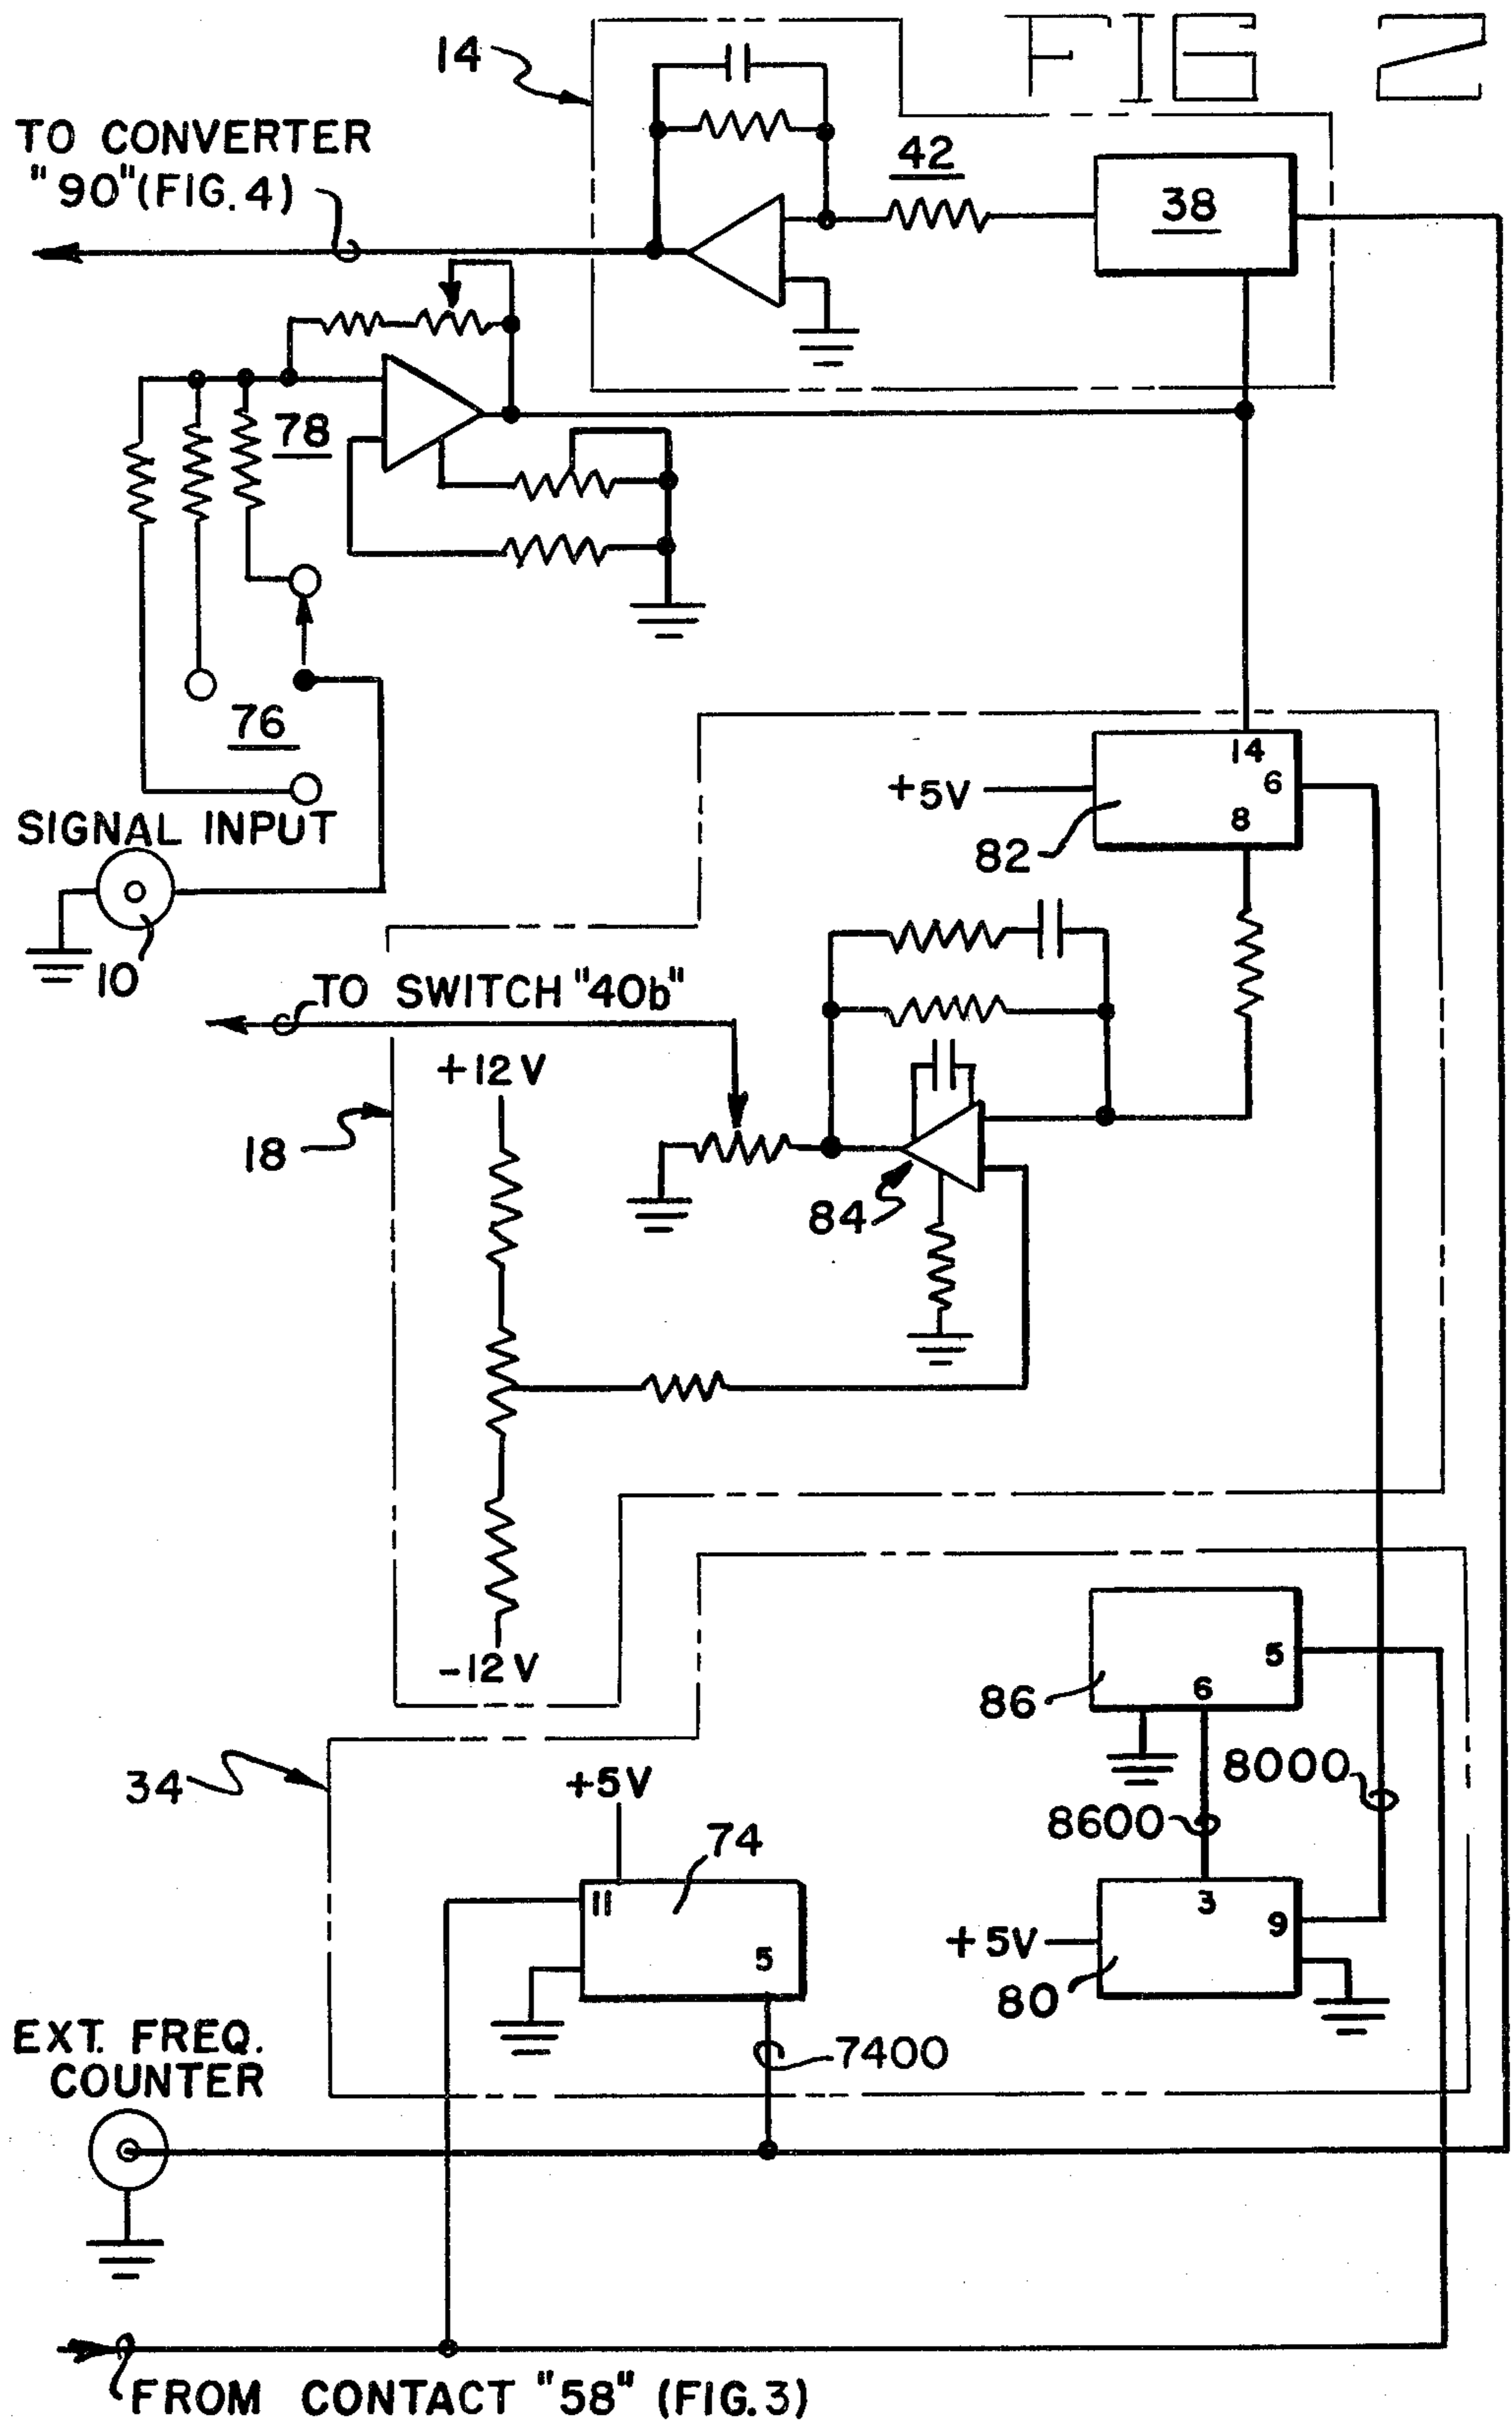 FIG 2
14
TO CONVERTER
"90" (FIG. 4)
42
38
78
76
SIGNAL INPUT
10
14
6
8
+5V
82
TO SWITCH "40b"
+12V
18
84
-12V
86
5
6
34
8000
8600
+5V
74
11
5
3
9
+5V
80
7400
EXT. FREQ.
COUNTER
FROM CONTACT "58" (FIG. 3)